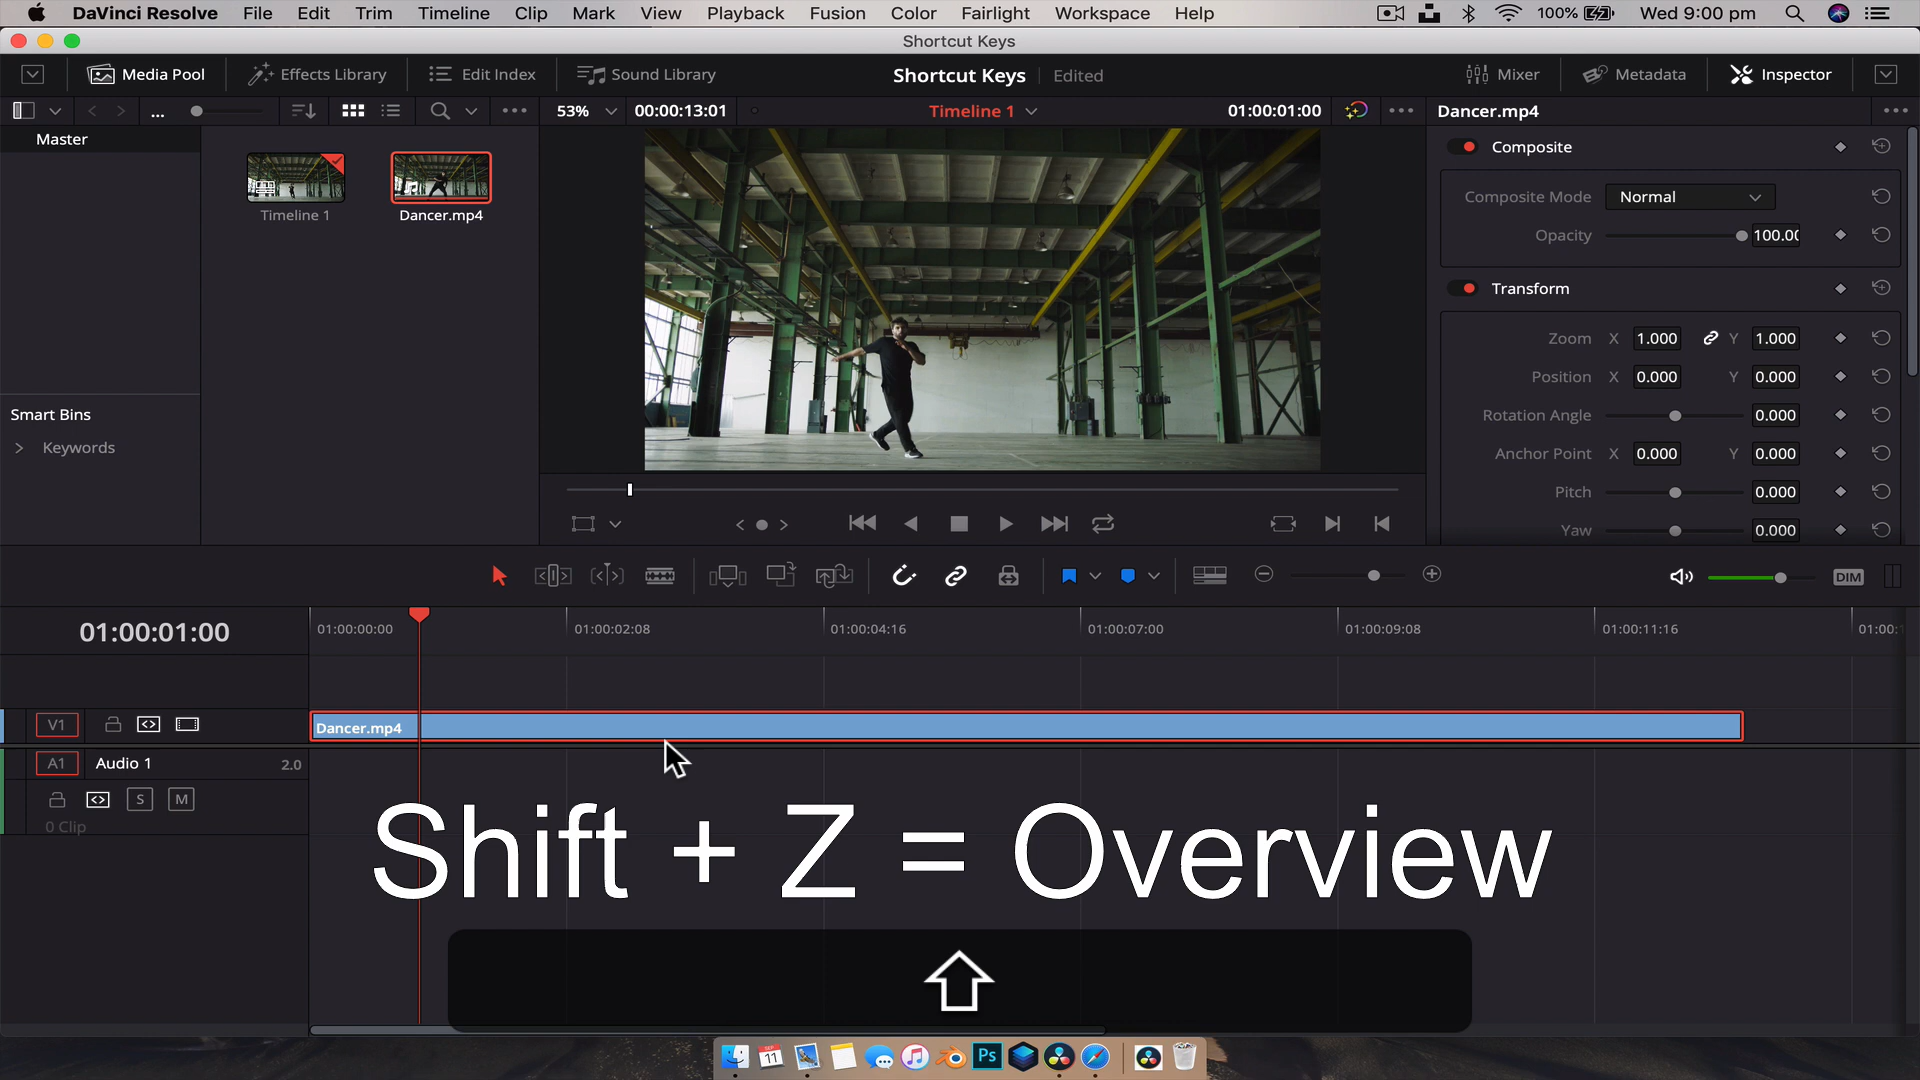 DaVinci Resolve File Edit Trim Timeline Clip Mark View Playback Fusion Color Fairlight Workspace Help 100% Wed 9:00 pm
Shortcut Keys
Media Pool Effects Library Edit Index Sound Library Shortcut Keys Edited Mixer Metadata Inspector
... 53% 00:00:13:01 Timeline 1 01:00:01:00 Dancer.mp4
Master
Composite
Composite Mode Normal
Timeline 1 Dancer.mp4
Opacity 100.00
Transform
Zoom X 1.000 Y 1.000
Position X 0.000 Y 0.000
Smart Bins
Rotation Angle 0.000
Keywords
Anchor Point X 0.000 Y 0.000
Pitch 0.000
Yaw 0.000
DIM
01:00:01:00 01:00:00:00 01:00:02:08 01:00:04:16 01:00:07:00 01:00:09:08 01:00:11:16 01:00:
V1 Dancer.mp4
A1 Audio 1 2.0
S M
0 Clip
Shift + Z = Overview
SEP
11
Ps